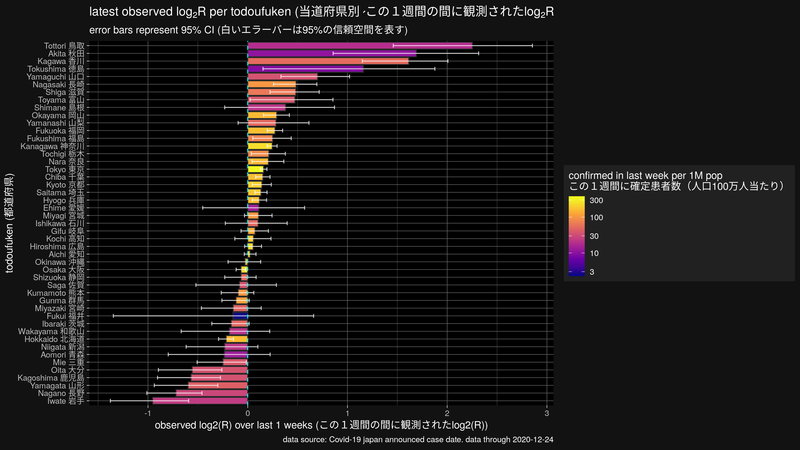 latest observed log₂R per todoufuken (当道府県別 この１週間の間に観測されたlog₂R
error bars represent 95% CI (白いエラーバーは95%の信頼空間を表す)
todoufuken (都道府県)
Tottori 鳥取
Akita 秋田
Kagawa 香川
Tokushima 徳島
Yamaguchi 山口
Nagasaki 長崎
Shiga 滋賀
Toyama 富山
Shimane 島根
Okayama 岡山
Yamanashi 山梨
Fukuoka 福岡
Fukushima 福島
Kanagawa 神奈川
Tochigi 栃木
Nara 奈良
Tokyo 東京
Chiba 千葉
Kyoto 京都
Saitama 埼玉
Hyogo 兵庫
Ehime 愛媛
Miyagi 宮城
Ishikawa 石川
Gifu 岐阜
Kochi 高知
Hiroshima 広島
Aichi 愛知
Okinawa 沖縄
Osaka 大阪
Shizuoka 静岡
Saga 佐賀
Kumamoto 熊本
Gunma 群馬
Miyazaki 宮崎
Fukui 福井
Ibaraki 茨城
Wakayama 和歌山
Hokkaido 北海道
Niigata 新潟
Aomori 青森
Mie 三重
Oita 大分
Kagoshima 鹿児島
Yamagata 山形
Nagano 長野
Iwate 岩手
-1 0 1 2 3
observed log2(R) over last 1 weeks (この１週間の間に観測されたlog2(R))
data source: Covid-19 japan announced case date. data through 2020-12-24
confirmed in last week per 1M pop
この１週間に確定患者数（人口100万人当たり）
300
100
30
10
3